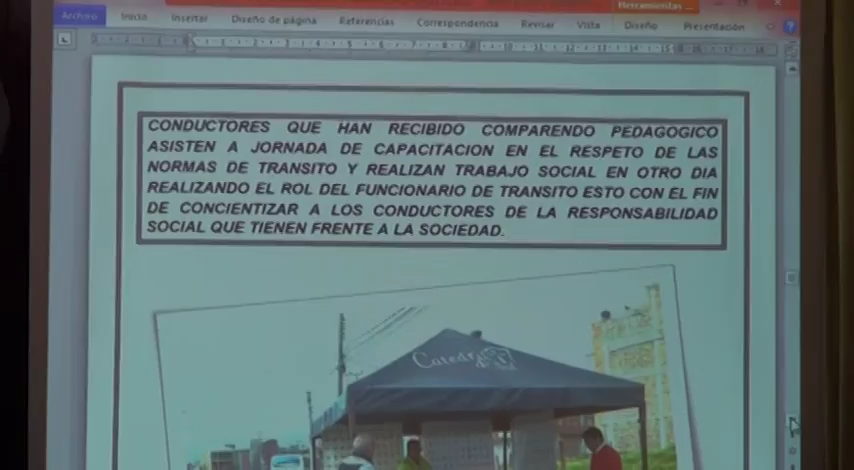 Herramientas ...
Archivo Inicio Insertar Diseño de página Referencias Correspondencia Revisar Vista Diseño Presentación
CONDUCTORES QUE HAN RECIBIDO COMPARENDO PEDAGOGICO
ASISTEN A JORNADA DE CAPACITACION EN EL RESPETO DE LAS
NORMAS DE TRANSITO Y REALIZAN TRABAJO SOCIAL EN OTRO DIA
REALIZANDO EL ROL DEL FUNCIONARIO DE TRANSITO ESTO CON EL FIN
DE CONCIENTIZAR A LOS CONDUCTORES DE LA RESPONSABILIDAD
SOCIAL QUE TIENEN FRENTE A LA SOCIEDAD.